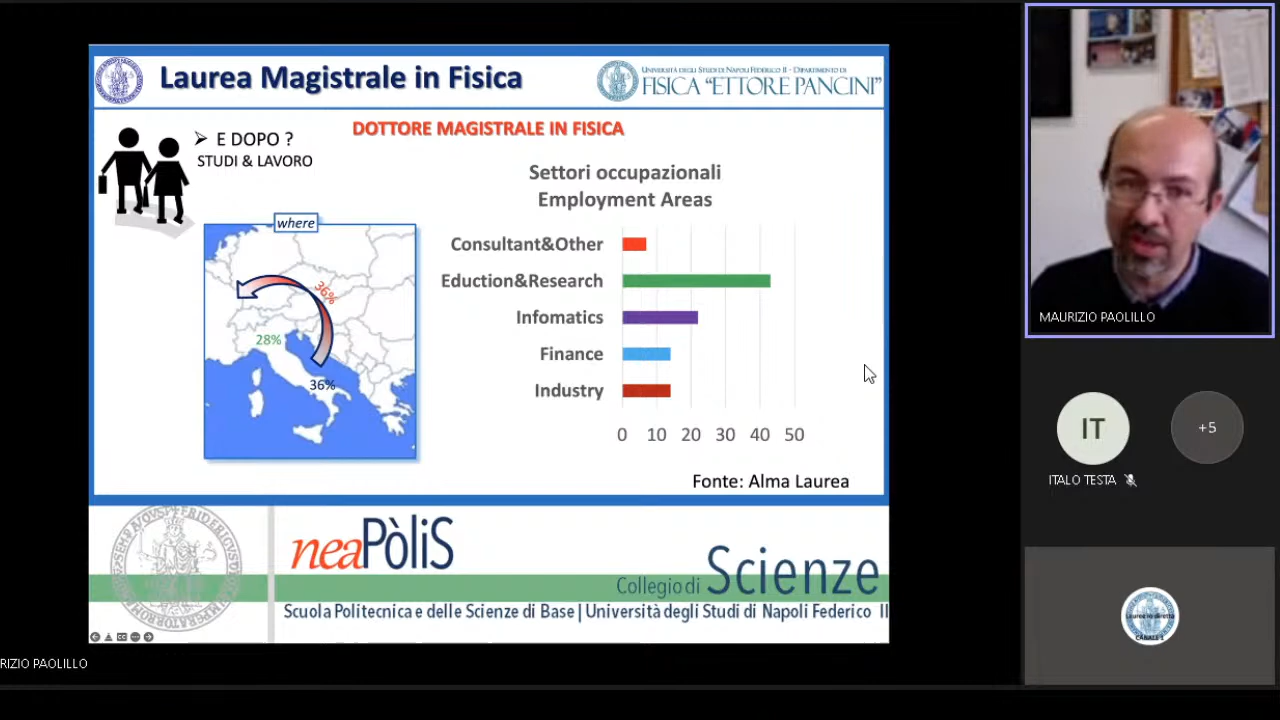 Laurea Magistrale in Fisica
UNIVERSITÀ DEGLI STUDI DI NAPOLI FEDERICO II - DIPARTIMENTO DI
FISICA "ETTORE PANCINI"
E DOPO ?
STUDI & LAVORO
DOTTORE MAGISTRALE IN FISICA
where
36%
28%
36%
Settori occupazionali
Employment Areas
Consultant&Other
Eduction&Research
Infomatics
Finance
Industry
0 10 20 30 40 50
Fonte: Alma Laurea
neaPòliS
Collegio di Scienze
Scuola Politecnica e delle Scienze di Base | Università degli Studi di Napoli Federico II
RIZIO PAOLILLO
MAURIZIO PAOLILLO
IT
+5
ITALO TESTA
CANALE 1